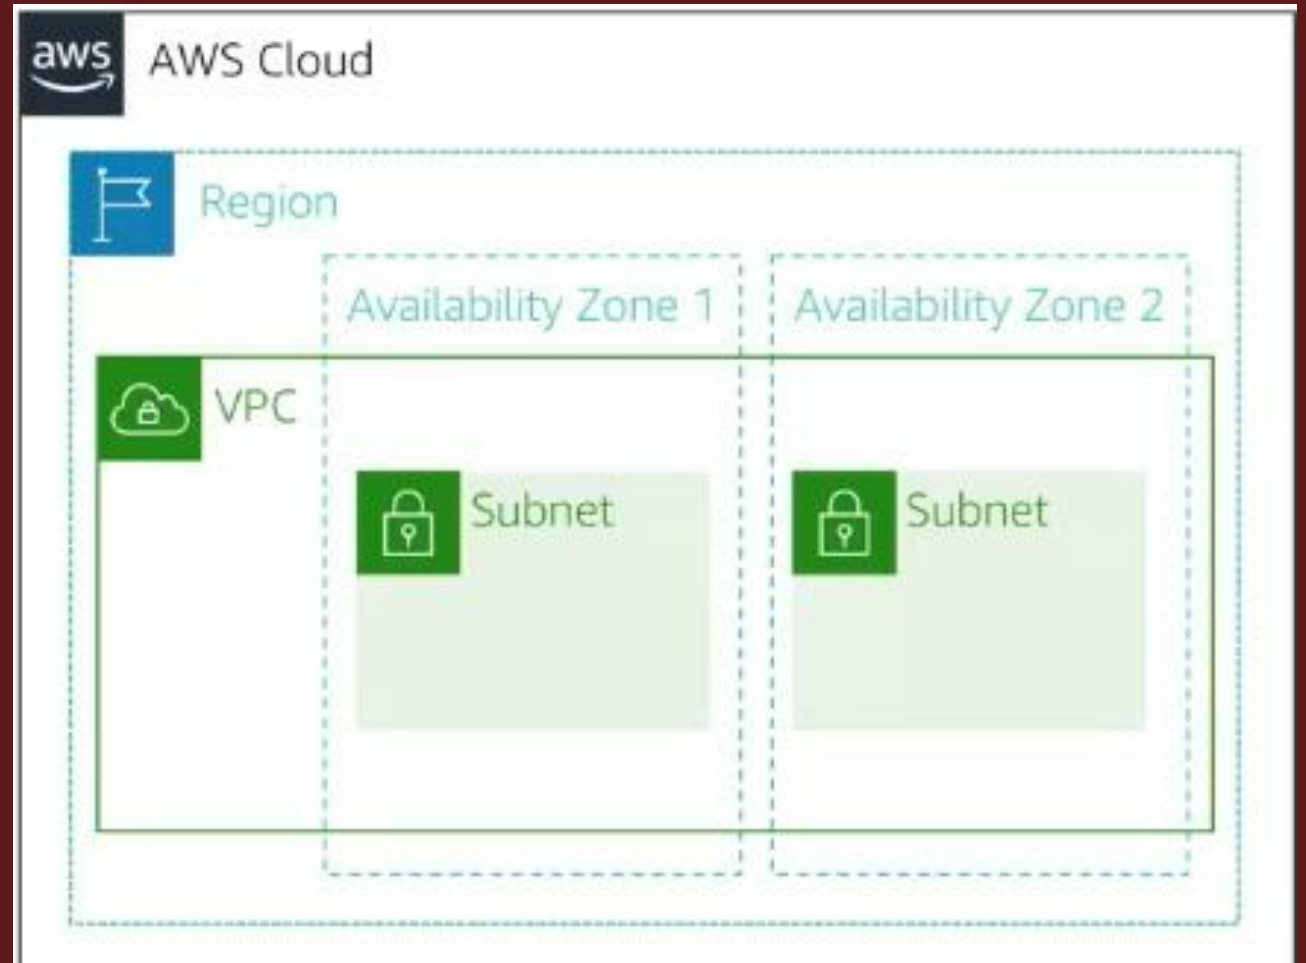 aws
AWS Cloud
Region
Availability Zone 1
Availability Zone 2
VPC
Subnet
Subnet